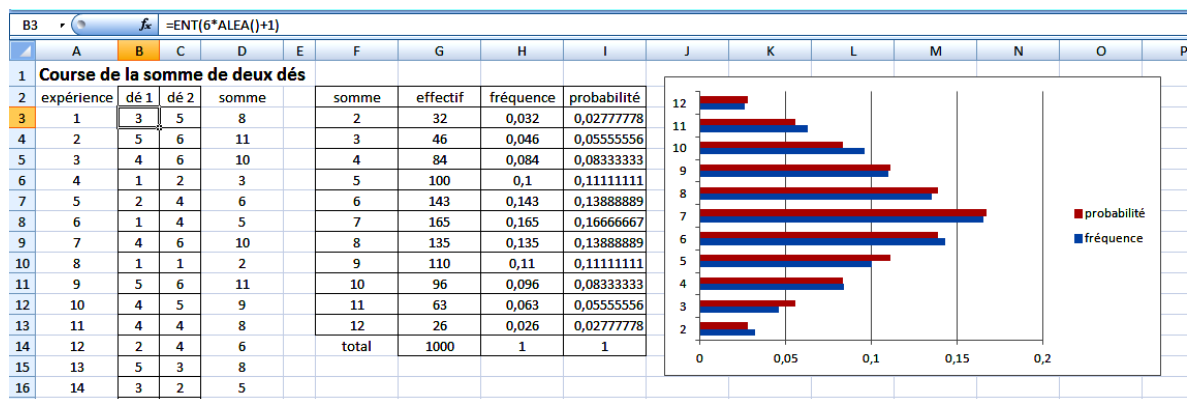 B3 fx =ENT(6*ALEA()+1)
A B C D E F G H I J K L M N O P
1 Course de la somme de deux dés
2 expérience dé 1 dé 2 somme somme effectif fréquence probabilité
3 1 3 5 8 2 32 0,032 0,02777778
4 2 5 6 11 3 46 0,046 0,05555556
5 3 4 6 10 4 84 0,084 0,08333333
6 4 1 2 3 5 100 0,1 0,11111111
7 5 2 4 6 6 143 0,143 0,13888889
8 6 1 4 5 7 165 0,165 0,16666667
9 7 4 6 10 8 135 0,135 0,13888889
10 8 1 1 2 9 110 0,11 0,11111111
11 9 5 6 11 10 96 0,096 0,08333333
12 10 4 5 9 11 63 0,063 0,05555556
13 11 4 4 8 12 26 0,026 0,02777778
14 12 2 4 6 total 1000 1 1
15 13 5 3 8
16 14 3 2 5
12
11
10
9
8
7
6
5
4
3
2
0 0,05 0,1 0,15 0,2
probabilité
fréquence